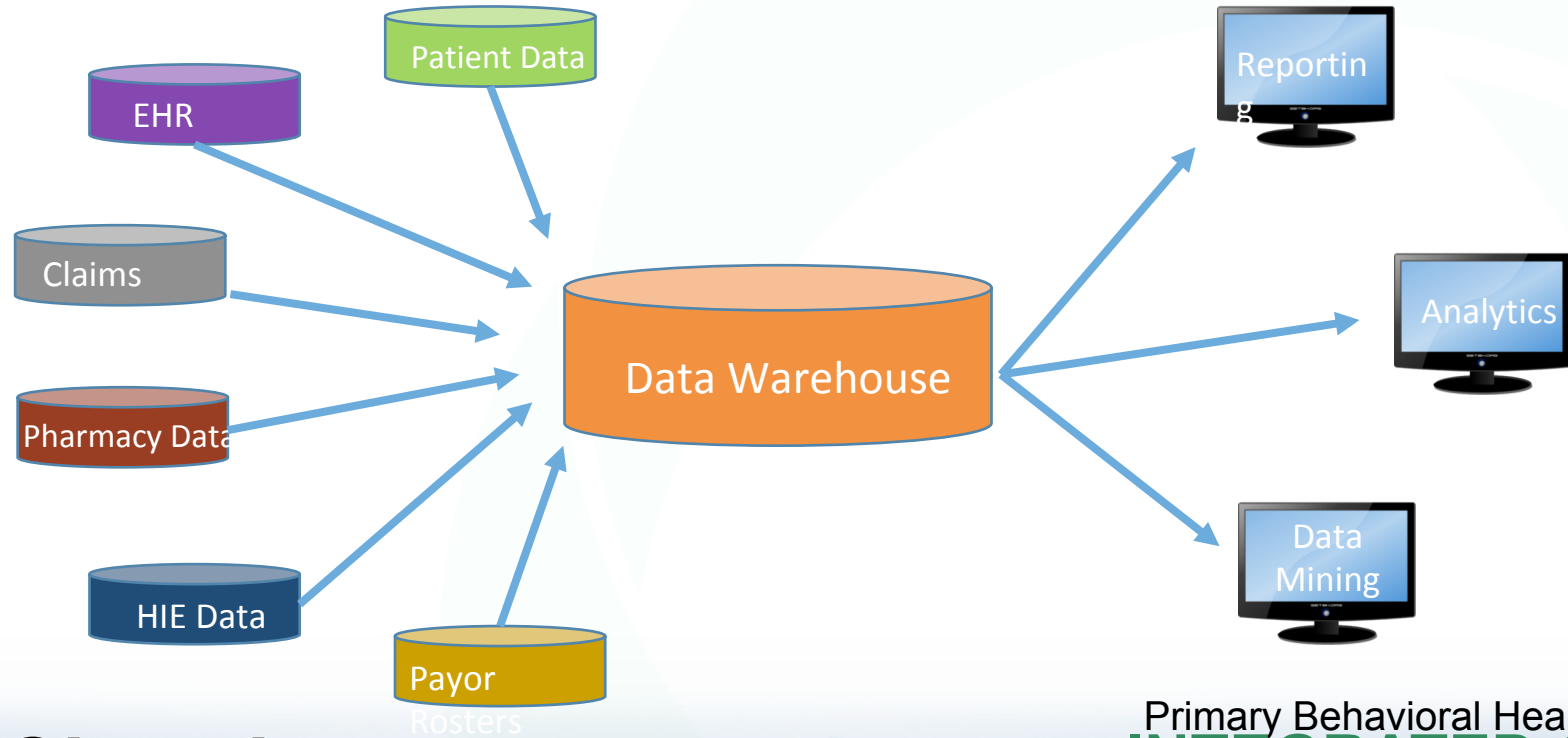 Patient Data
EHR
Claims
Pharmacy Data
HIE Data
Payor
Rosters
Data Warehouse
Reportin
g
Analytics
Data
Mining
Primary Behavioral Hea